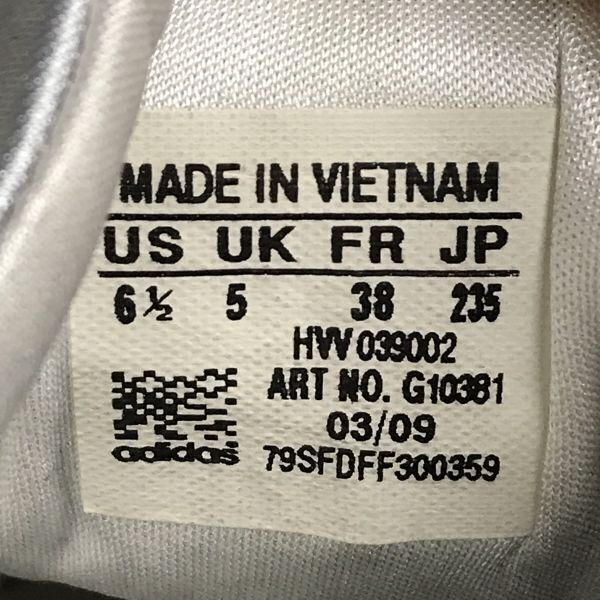 MADE IN VIETNAM
US UK FR JP
6 ½ 5 38 235
HVV 039002
ART NO. G10381
03/09
adidas 79SFDFF300359